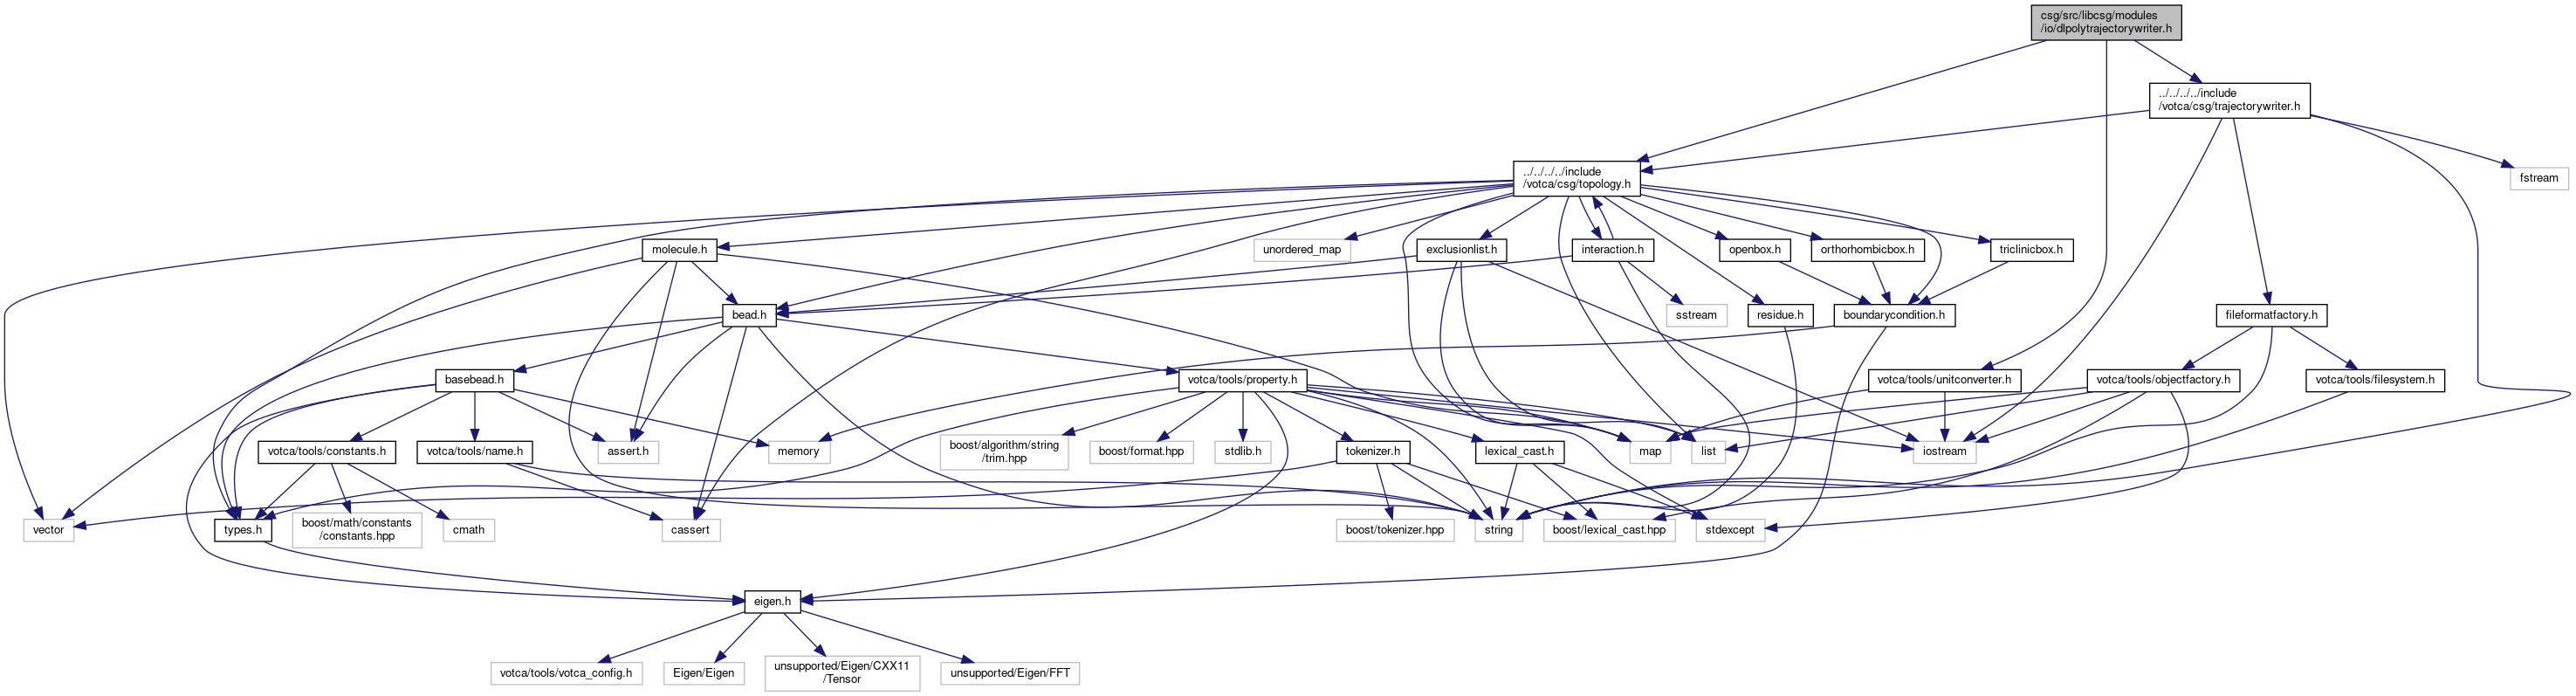 csg/src/libcsg/modules
/io/dlpolytrajectorywriter.h
../../../../include
/votca/csg/trajectorywriter.h
../../../../include
/votca/csg/topology.h
fstream
molecule.h
unordered_map
exclusionlist.h
interaction.h
openbox.h
orthorhombicbox.h
triclinicbox.h
bead.h
sstream
residue.h
boundarycondition.h
fileformatfactory.h
basebead.h
votca/tools/property.h
votca/tools/unitconverter.h
votca/tools/objectfactory.h
votca/tools/filesystem.h
votca/tools/constants.h
votca/tools/name.h
assert.h
memory
boost/algorithm/string
/trim.hpp
boost/format.hpp
stdlib.h
tokenizer.h
lexical_cast.h
map
list
iostream
vector
types.h
boost/math/constants
/constants.hpp
cmath
cassert
boost/tokenizer.hpp
string
boost/lexical_cast.hpp
stdexcept
eigen.h
votca/tools/votca_config.h
Eigen/Eigen
unsupported/Eigen/CXX11
/Tensor
unsupported/Eigen/FFT